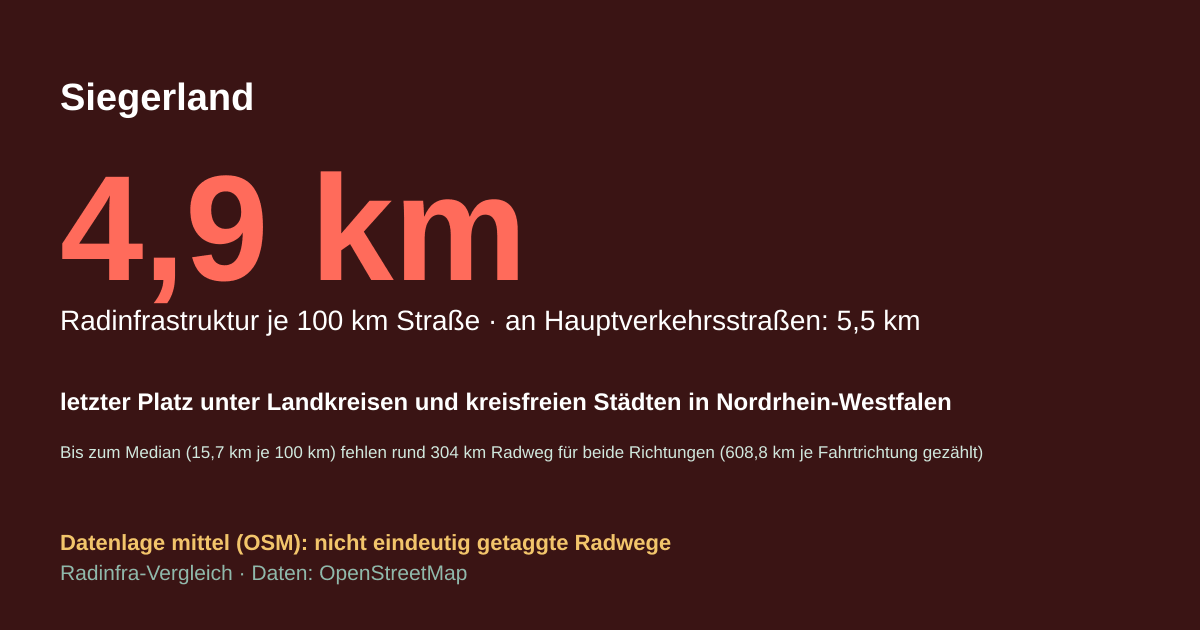 Siegerland
4,9 km
Radinfrastruktur je 100 km Straße · an Hauptverkehrsstraßen: 5,5 km
letzter Platz unter Landkreisen und kreisfreien Städten in Nordrhein-Westfalen
Bis zum Median (15,7 km je 100 km) fehlen rund 304 km Radweg für beide Richtungen (608,8 km je Fahrtrichtung gezählt)
Datenlage mittel (OSM): nicht eindeutig getaggte Radwege
Radinfra-Vergleich · Daten: OpenStreetMap